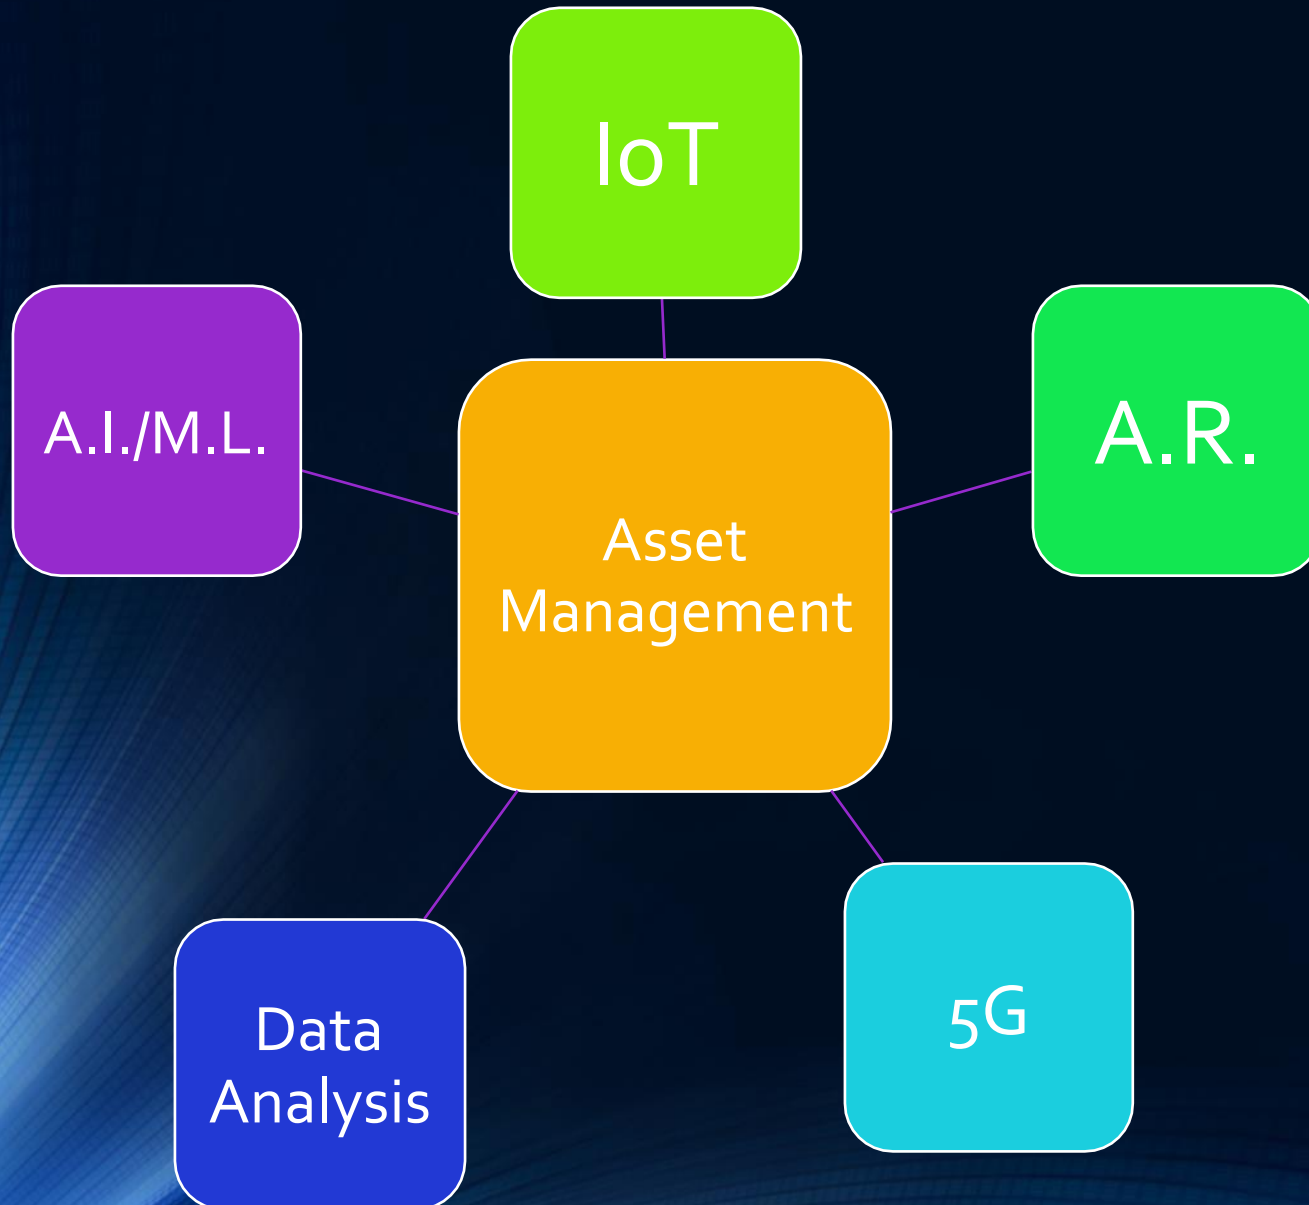 IoT
A.I./M.L.
A.R.
Asset
Management
Data
Analysis
5G